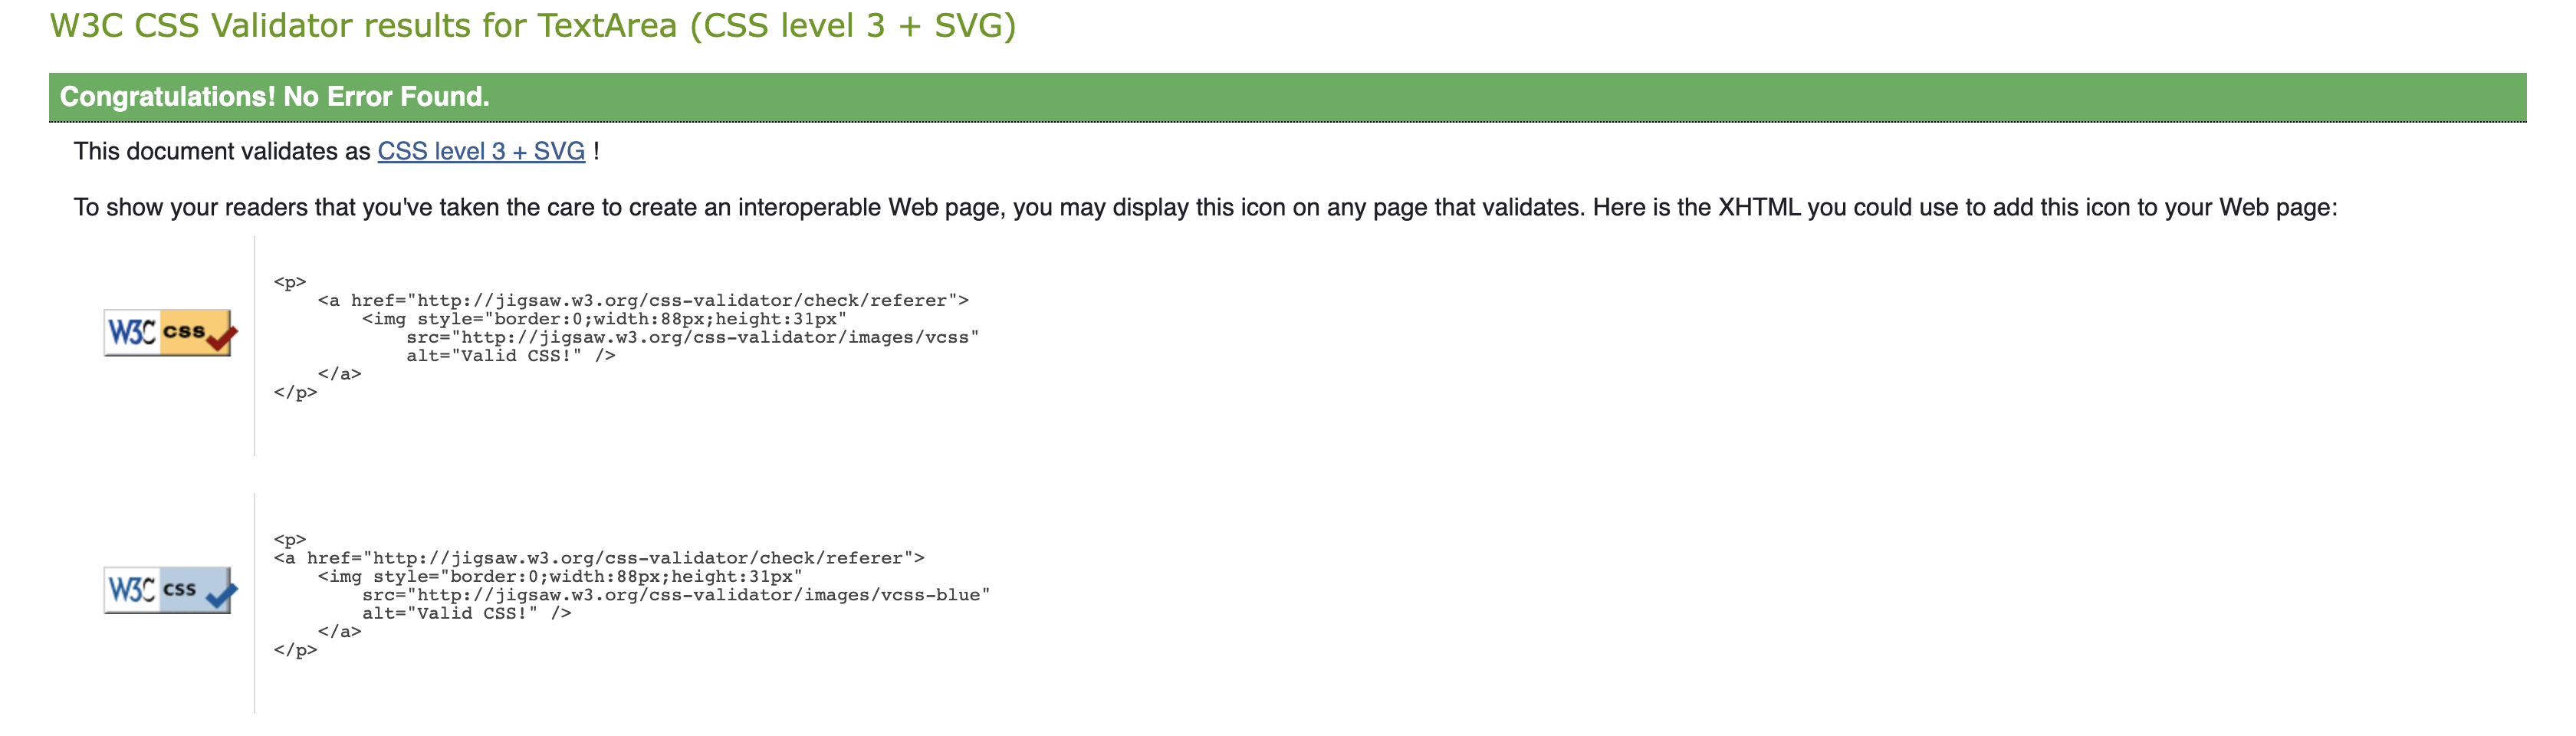 W3C CSS Validator results for TextArea (CSS level 3 + SVG)
Congratulations! No Error Found.
This document validates as CSS level 3 + SVG !
To show your readers that you've taken the care to create an interoperable Web page, you may display this icon on any page that validates. Here is the XHTML you could use to add this icon to your Web page:
W3C css
<p>
    <a href="http://jigsaw.w3.org/css-validator/check/referer">
        <img style="border:0;width:88px;height:31px"
            src="http://jigsaw.w3.org/css-validator/images/vcss"
            alt="Valid CSS!" />
    </a>
</p>
W3C css
<p>
<a href="http://jigsaw.w3.org/css-validator/check/referer">
    <img style="border:0;width:88px;height:31px"
        src="http://jigsaw.w3.org/css-validator/images/vcss-blue"
        alt="Valid CSS!" />
    </a>
</p>